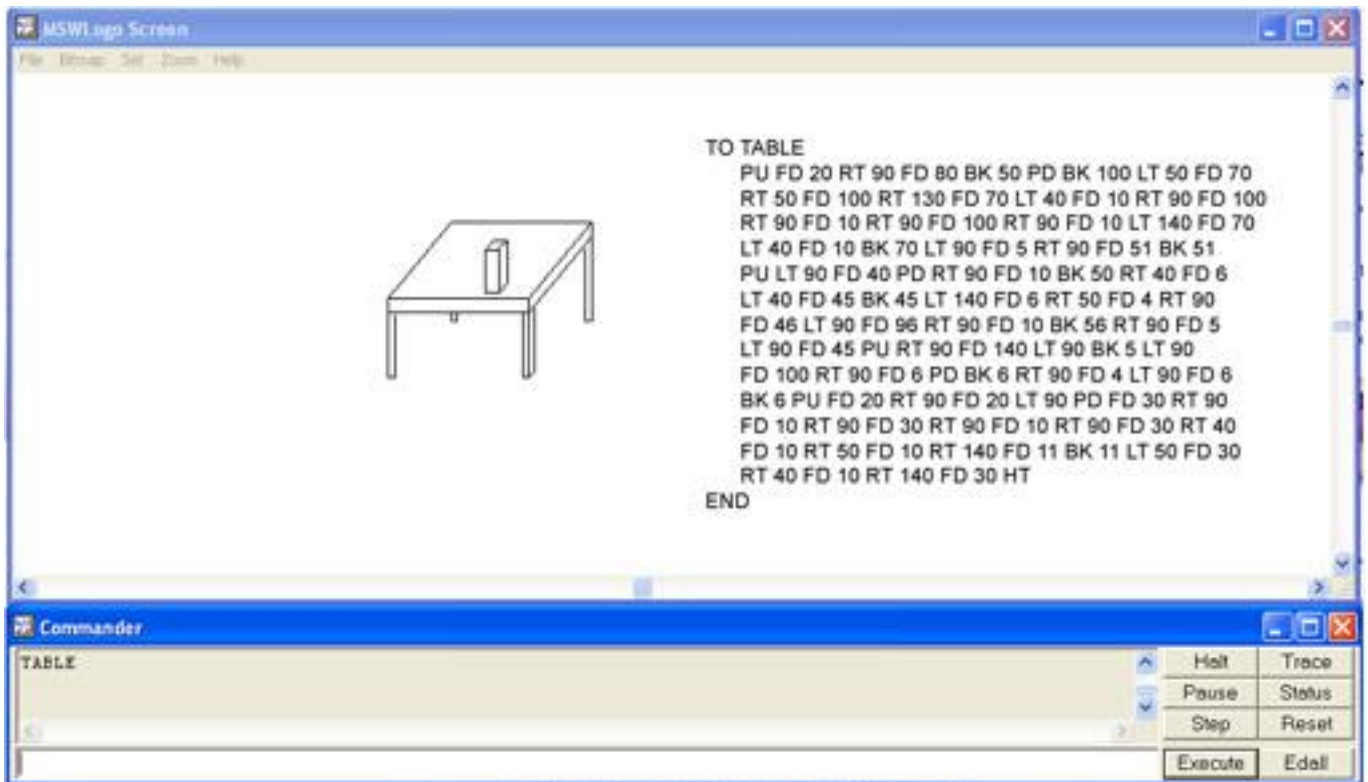 MSWLogo Screen
File Bitmap Set Zoom Help
TO TABLE
PU FD 20 RT 90 FD 80 BK 50 PD BK 100 LT 50 FD 70
RT 50 FD 100 RT 130 FD 70 LT 40 FD 10 RT 90 FD 100
RT 90 FD 10 RT 90 FD 100 RT 90 FD 10 LT 140 FD 70
LT 40 FD 10 BK 70 LT 90 FD 5 RT 90 FD 51 BK 51
PU LT 90 FD 40 PD RT 90 FD 10 BK 50 RT 40 FD 6
LT 40 FD 45 BK 45 LT 140 FD 6 RT 50 FD 4 RT 90
FD 46 LT 90 FD 96 RT 90 FD 10 BK 56 RT 90 FD 5
LT 90 FD 45 PU RT 90 FD 140 LT 90 BK 5 LT 90
FD 100 RT 90 FD 6 PD BK 6 RT 90 FD 4 LT 90 FD 6
BK 6 PU FD 20 RT 90 FD 20 LT 90 PD FD 30 RT 90
FD 10 RT 90 FD 30 RT 90 FD 10 RT 90 FD 30 RT 40
FD 10 RT 50 FD 10 RT 140 FD 11 BK 11 LT 50 FD 30
RT 40 FD 10 RT 140 FD 30 HT
END
Commander
TABLE
Halt Trace
Pause Status
Step Reset
Execute Edall